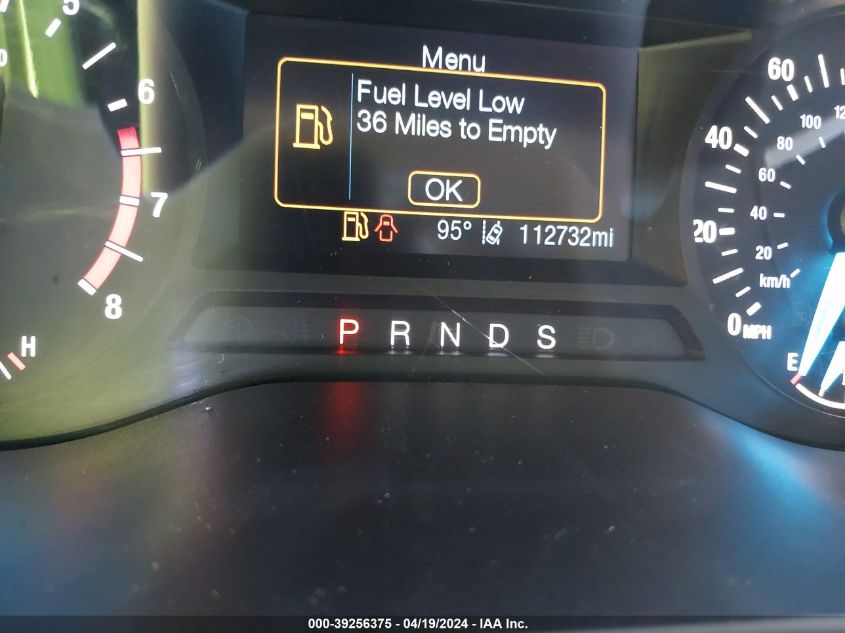 Menu
Fuel Level Low
36 Miles to Empty
OK
95° 112732mi
5
6
7
8
H
P R N D S
60
40
20
0 MPH
100
80
60
40
20
km/h
E
000-39256375 - 04/19/2024 - IAA Inc.